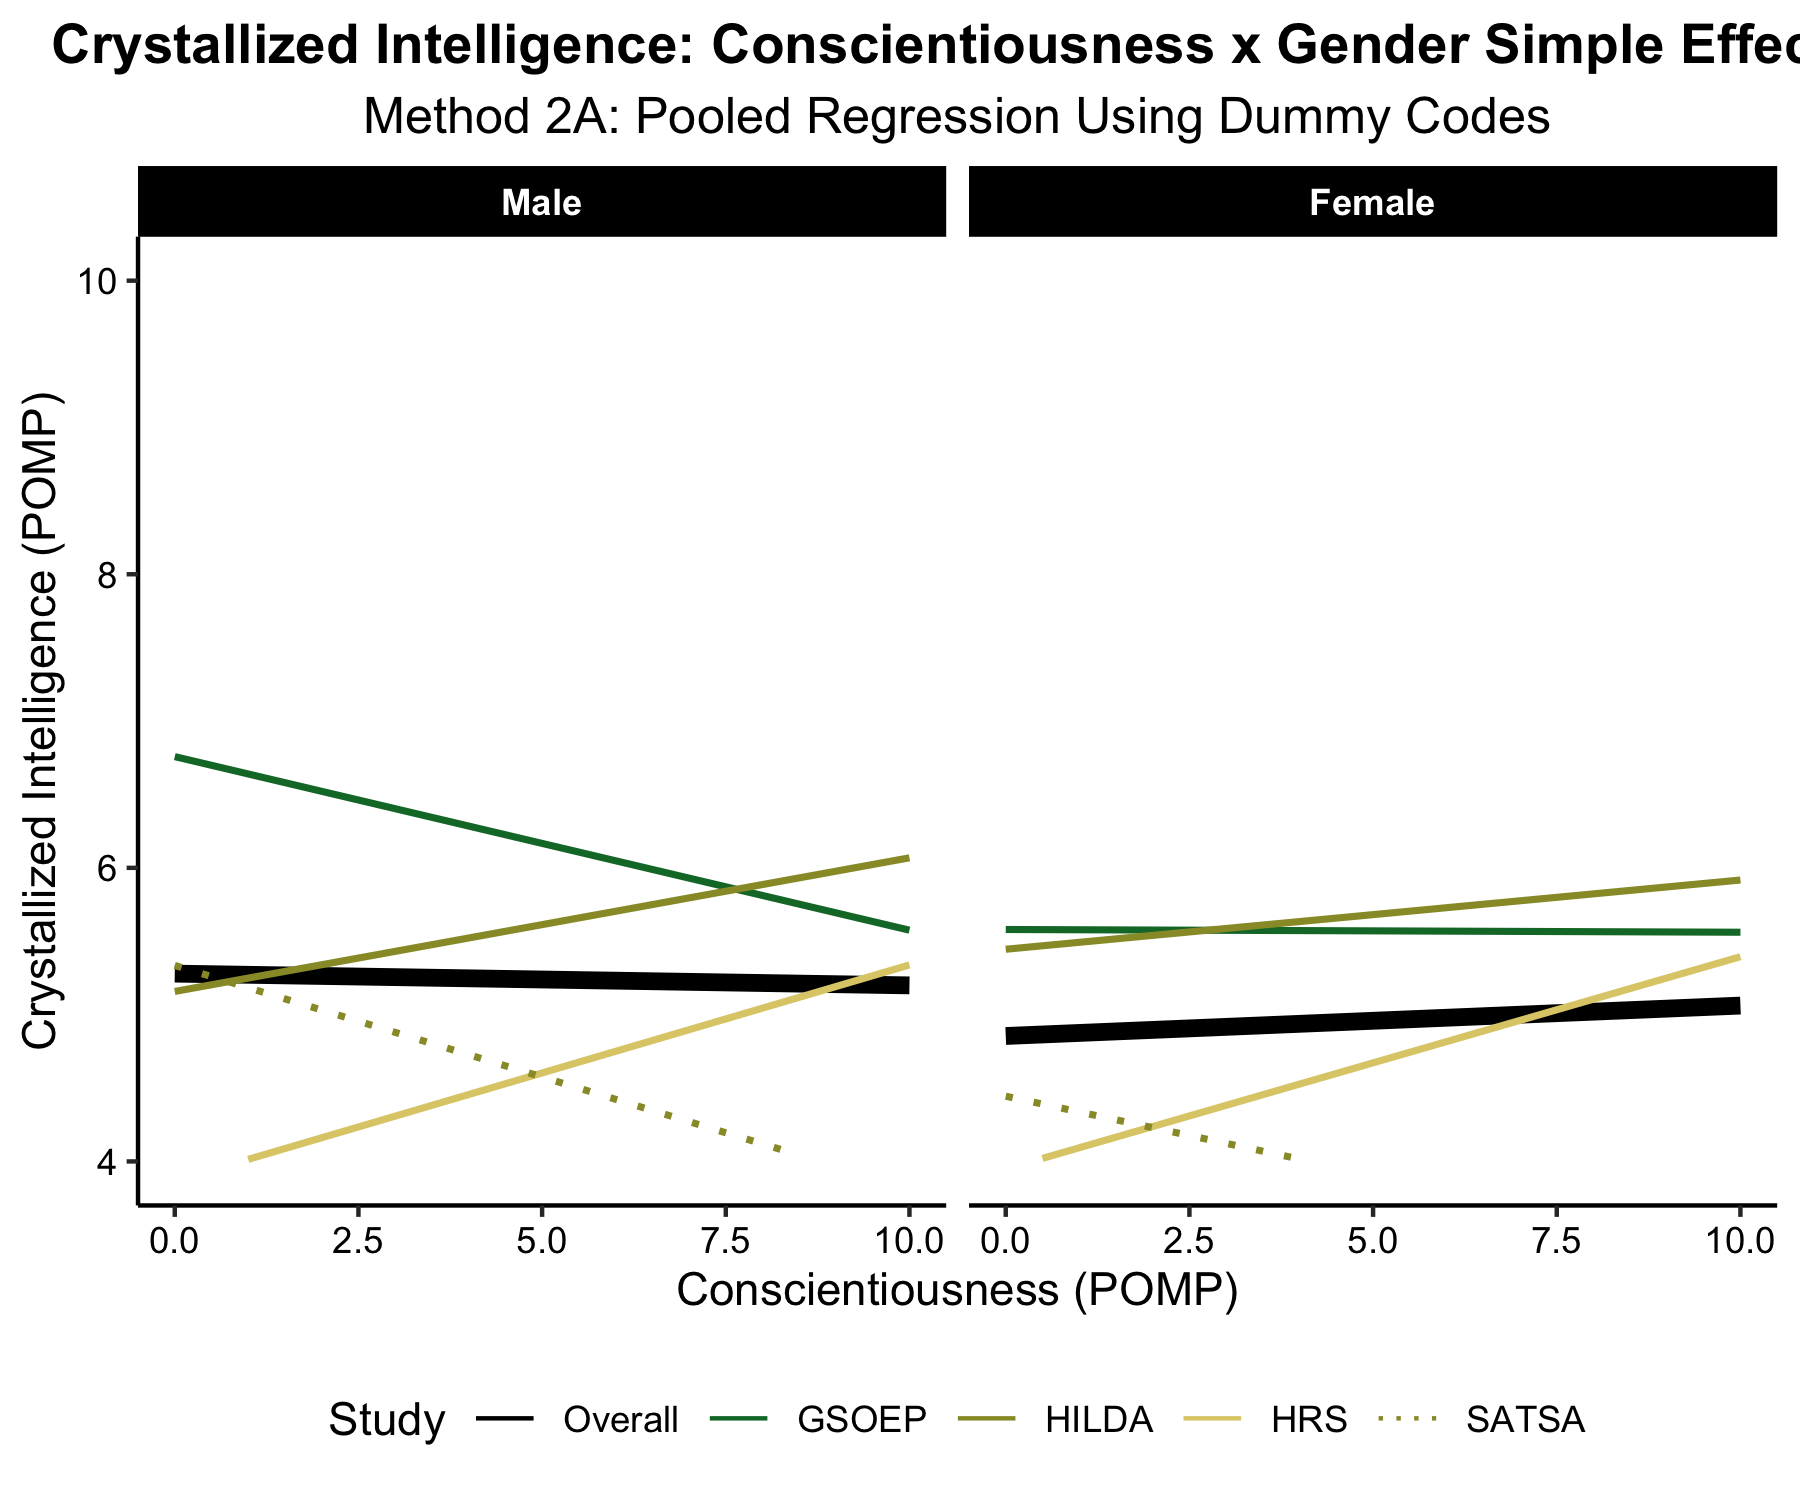 Crystallized Intelligence: Conscientiousness x Gender Simple Effec
Method 2A: Pooled Regression Using Dummy Codes
Male
Female
Crystallized Intelligence (POMP)
10
8
6
4
0.0 2.5 5.0 7.5 10.0
0.0 2.5 5.0 7.5 10.0
Conscientiousness (POMP)
Study Overall GSOEP HILDA HRS SATSA